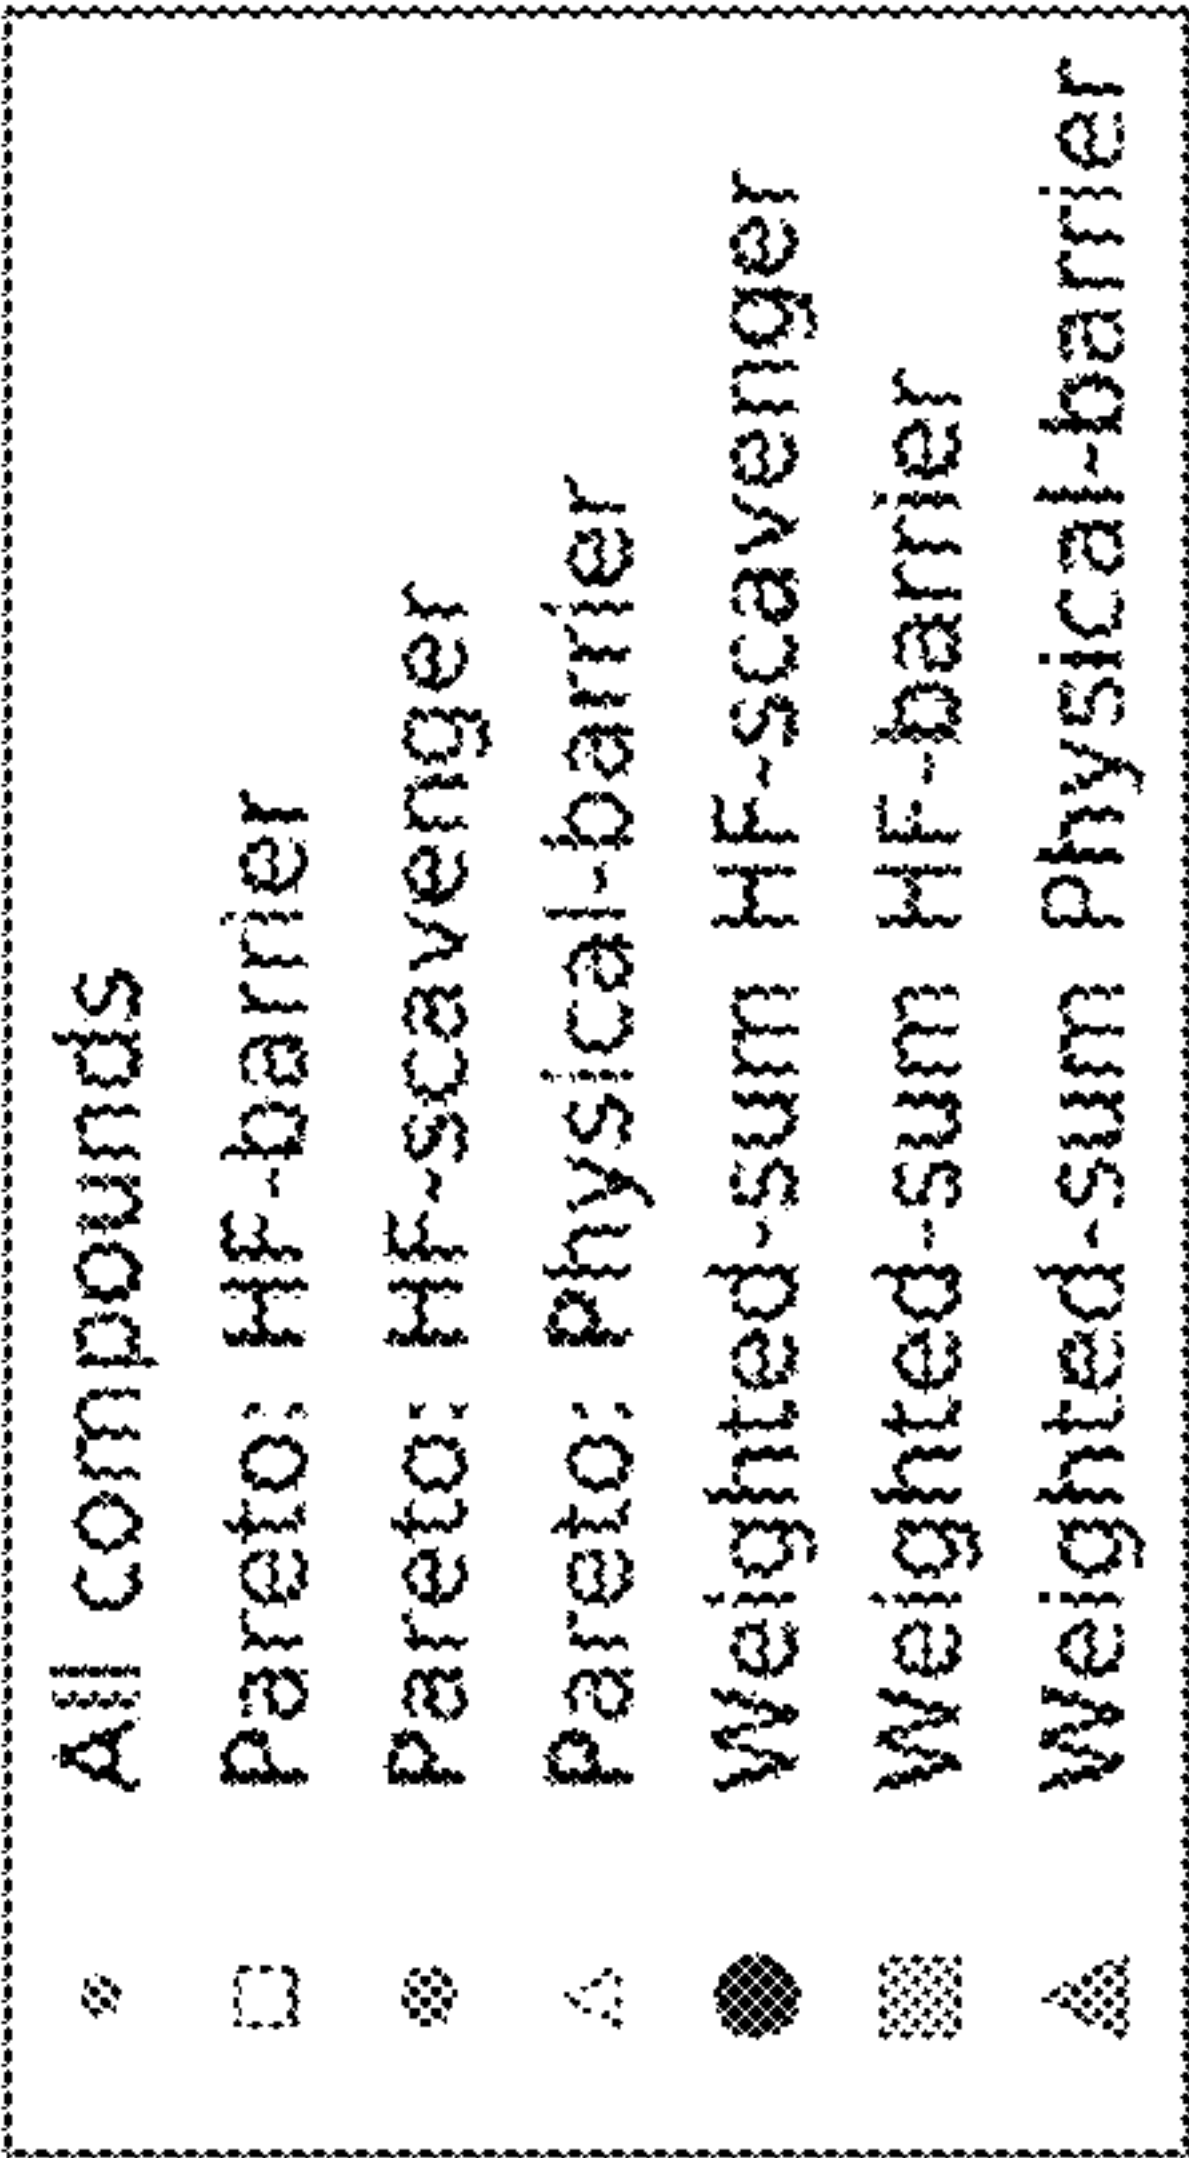 All compounds
Pareto: HF-barrier
Pareto: HF-scavenger
Pareto: Physical-barrier
Weighted-sum HF-scavenger
Weighted-sum HF-barrier
Weighted-sum Physical-barrier